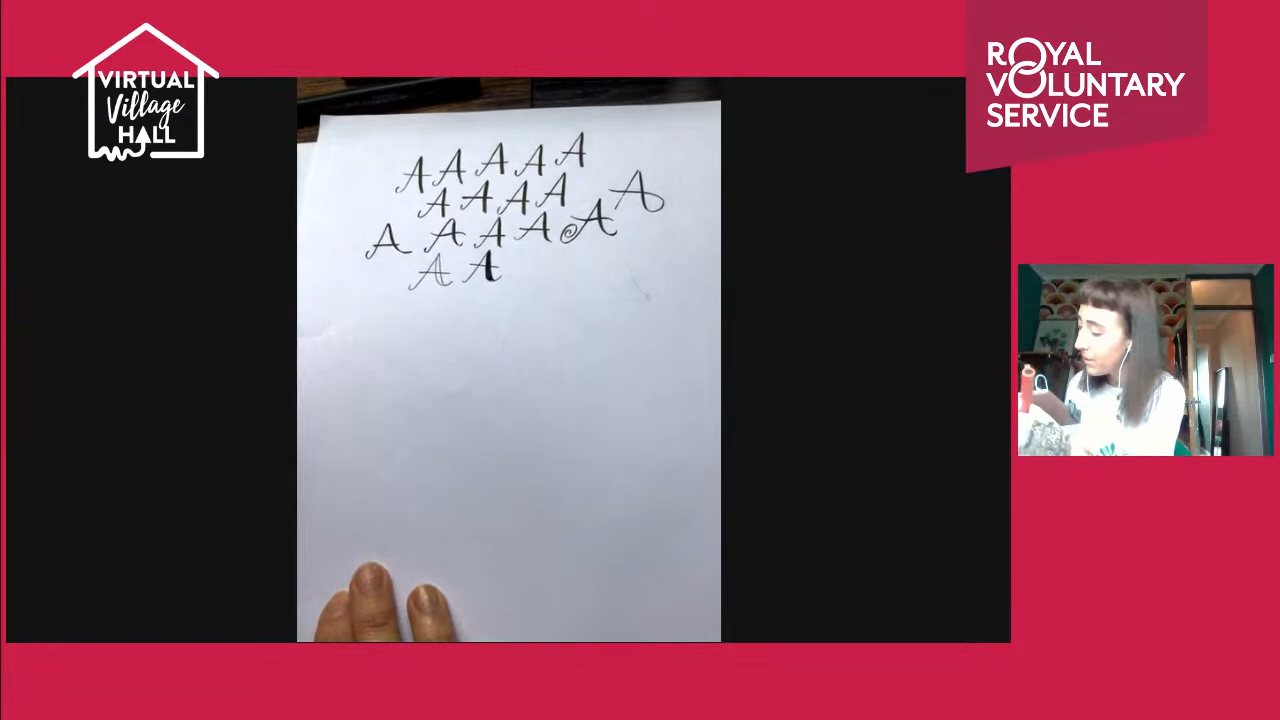 VIRTUAL
Village
HALL
ROYAL
VOLUNTARY
SERVICE
A A A A A
A A A A A
A A A A A
A A